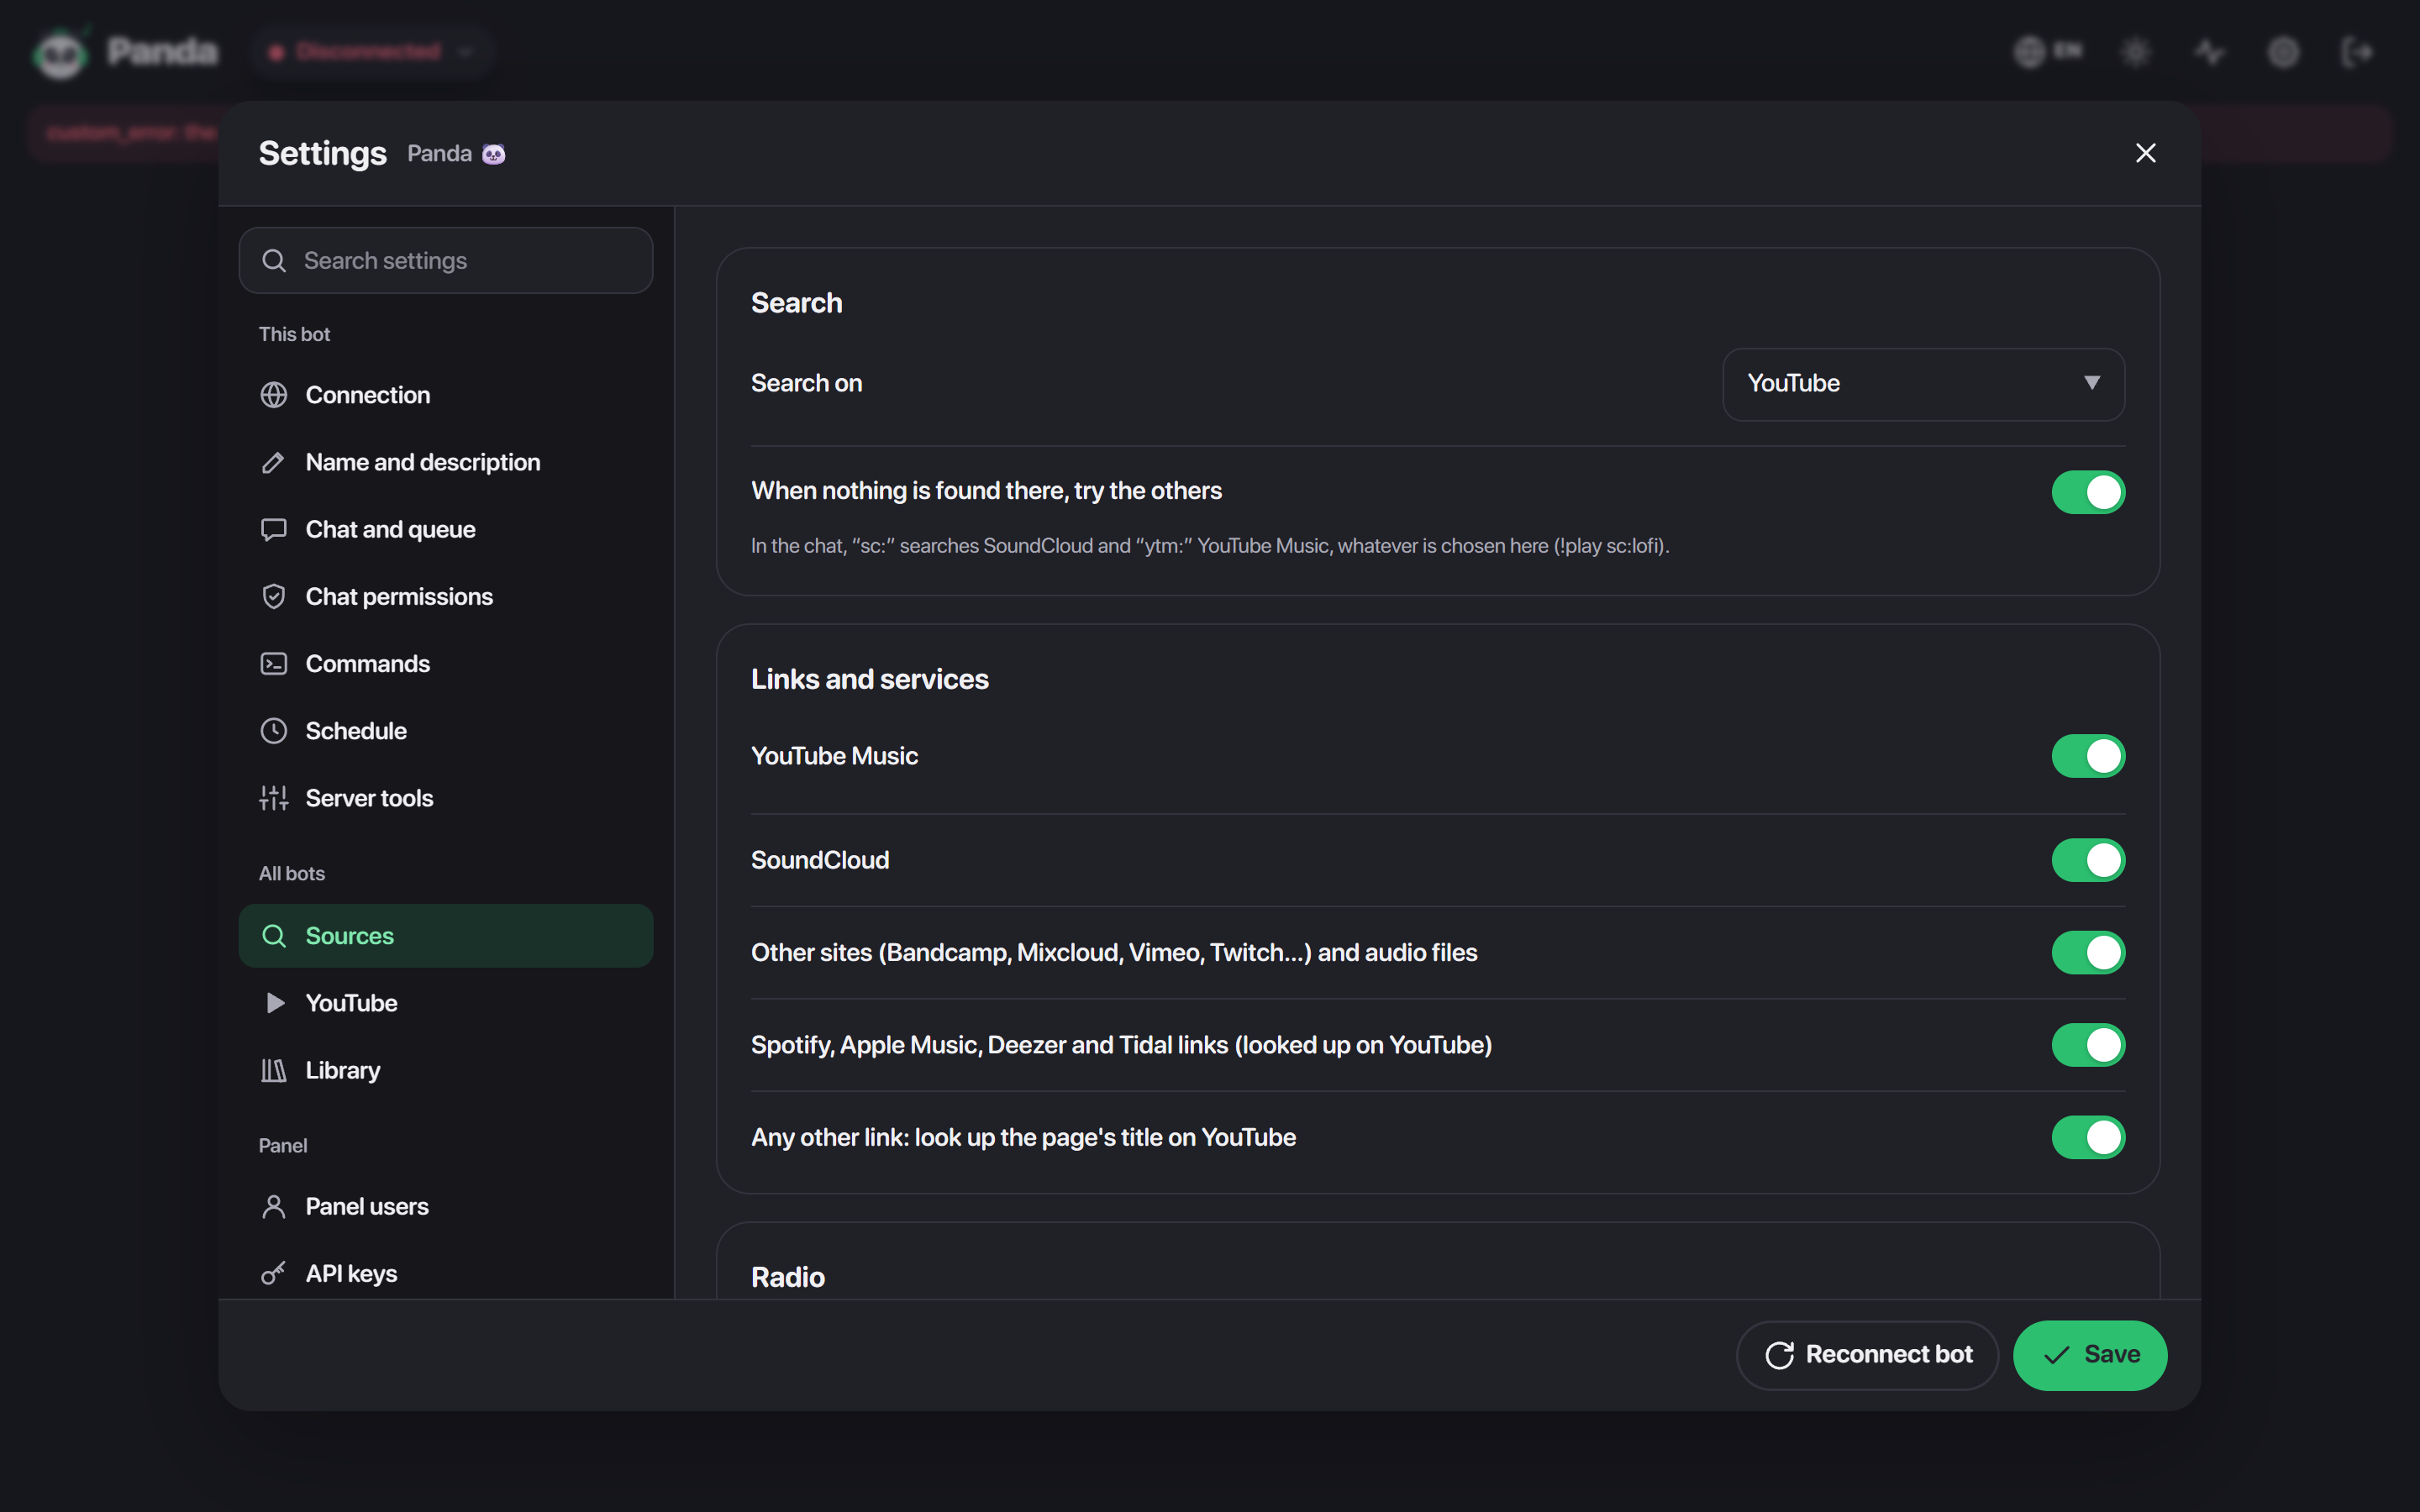 Panda
Disconnected
EN
custom_error: the
Settings
Panda 🐼
Search settings
This bot
Connection
Name and description
Chat and queue
Chat permissions
Commands
Schedule
Server tools
All bots
Sources
YouTube
Library
Panel
Panel users
API keys
Search
Search on
YouTube
When nothing is found there, try the others
In the chat, “sc:” searches SoundCloud and “ytm:” YouTube Music, whatever is chosen here (!play sc:lofi).
Links and services
YouTube Music
SoundCloud
Other sites (Bandcamp, Mixcloud, Vimeo, Twitch...) and audio files
Spotify, Apple Music, Deezer and Tidal links (looked up on YouTube)
Any other link: look up the page's title on YouTube
Radio
Reconnect bot
Save